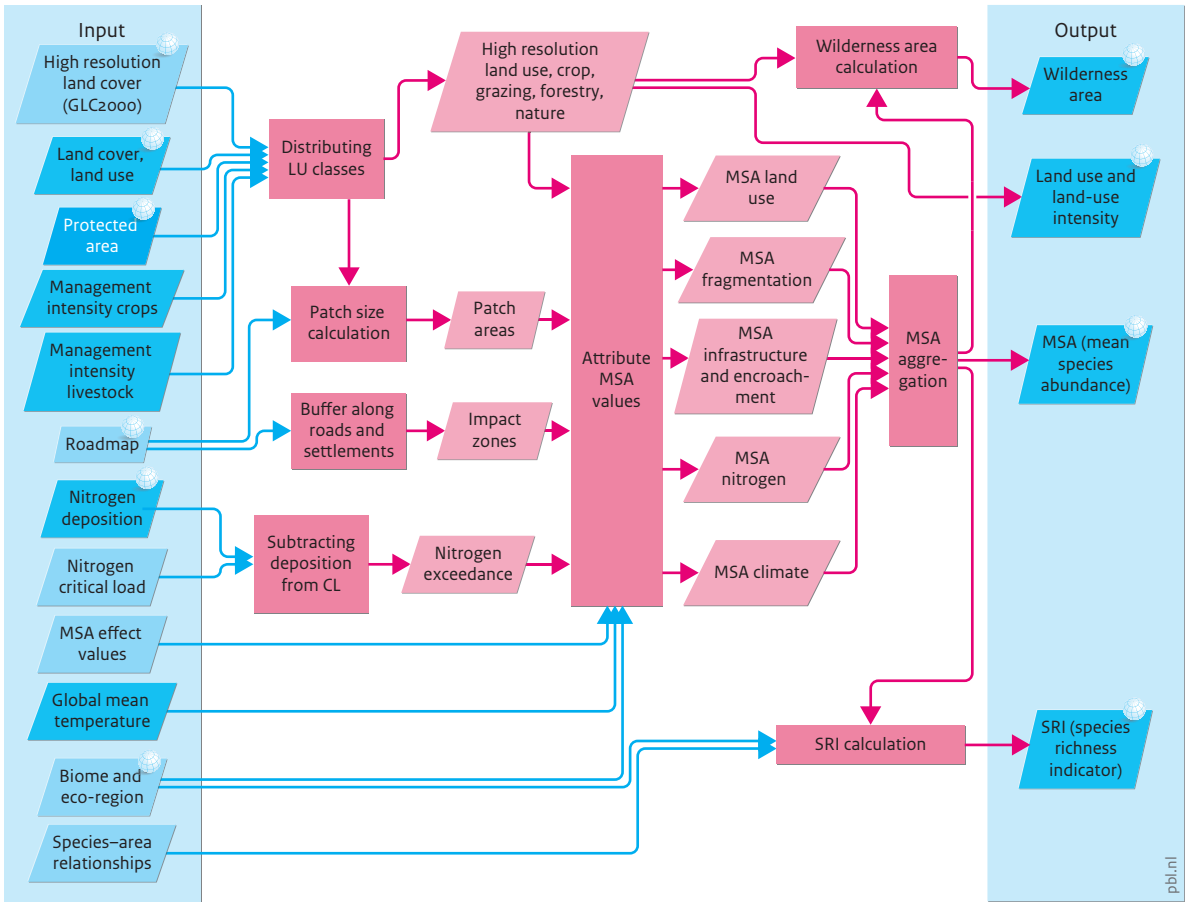 Input
High resolution
land cover
(GLC2000)
Land cover,
land use
Protected
area
Management
intensity crops
Management
intensity
livestock
Roadmap
Nitrogen
deposition
Nitrogen
critical load
MSA effect
values
Global mean
temperature
Biome and
eco-region
Species–area
relationships
Distributing
LU classes
Patch size
calculation
Buffer along
roads and
settlements
Subtracting
deposition
from CL
High resolution
land use, crop,
grazing, forestry,
nature
Patch
areas
Impact
zones
Nitrogen
exceedance
Attribute
MSA
values
MSA land
use
MSA
fragmentation
MSA
infrastructure
and encroach-
ment
MSA
nitrogen
MSA climate
Wilderness area
calculation
MSA
aggre-
gation
SRI calculation
Output
Wilderness
area
Land use and
land-use
intensity
MSA (mean
species
abundance)
SRI (species
richness
indicator)
pbl.nl